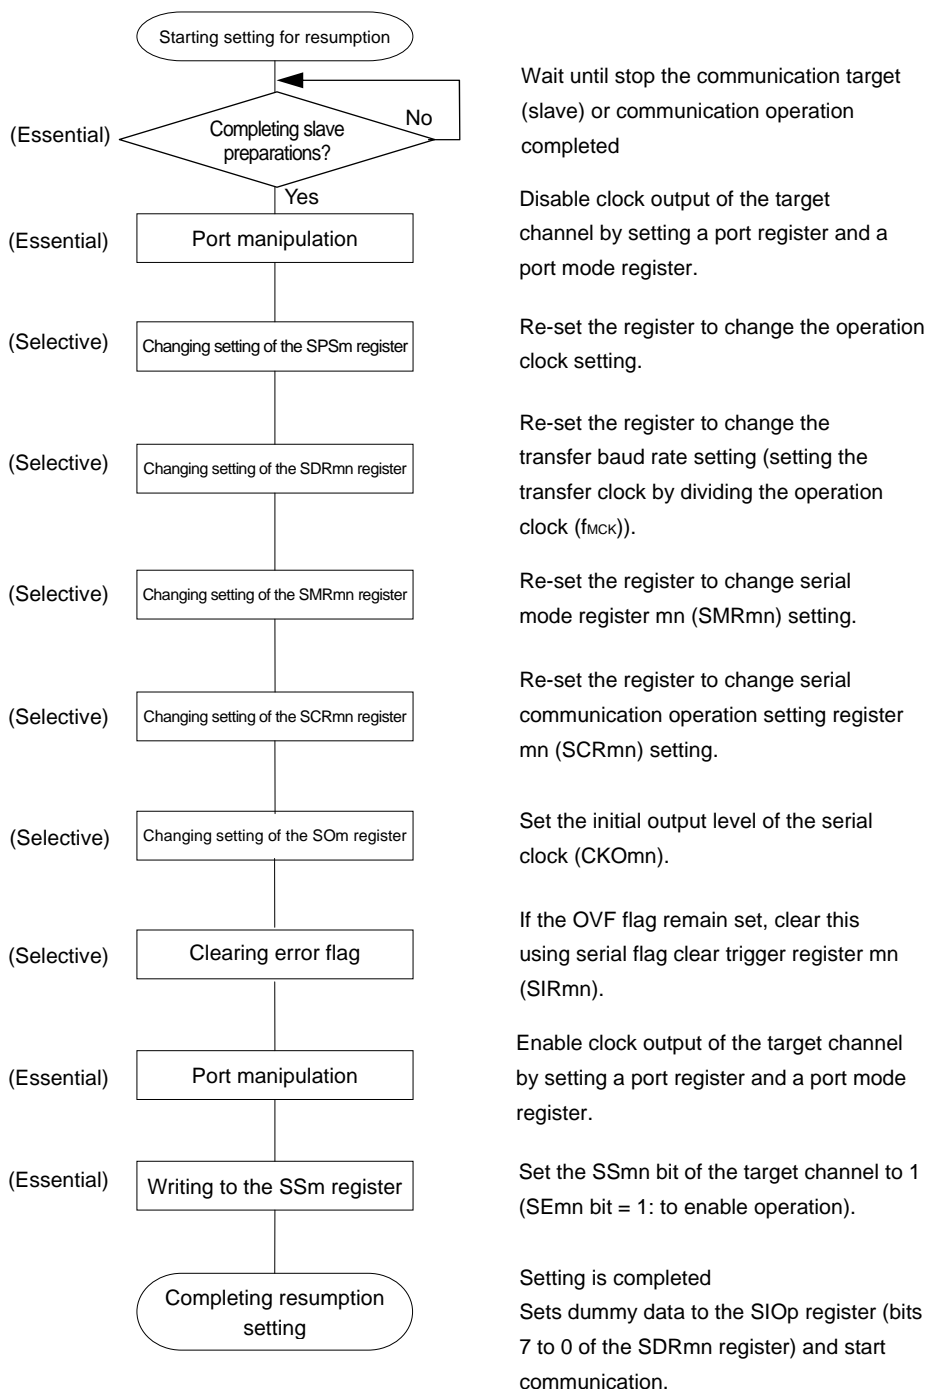 Starting setting for resumption
Wait until stop the communication target
(slave) or communication operation
completed
No
(Essential)
Completing slave
preparations?
Yes
Disable clock output of the target
channel by setting a port register and a
port mode register.
(Essential)
Port manipulation
Re-set the register to change the operation
clock setting.
(Selective)
Changing setting of the SPSm register
Re-set the register to change the
transfer baud rate setting (setting the
transfer clock by dividing the operation
clock (fMCK)).
(Selective)
Changing setting of the SDRmn register
Re-set the register to change serial
mode register mn (SMRmn) setting.
(Selective)
Changing setting of the SMRmn register
Re-set the register to change serial
communication operation setting register
mn (SCRmn) setting.
(Selective)
Changing setting of the SCRmn register
Set the initial output level of the serial
clock (CKOmn).
(Selective)
Changing setting of the SOm register
If the OVF flag remain set, clear this
using serial flag clear trigger register mn
(SIRmn).
(Selective)
Clearing error flag
Enable clock output of the target channel
by setting a port register and a port mode
register.
(Essential)
Port manipulation
Set the SSmn bit of the target channel to 1
(SEmn bit = 1: to enable operation).
(Essential)
Writing to the SSm register
Completing resumption
setting
Setting is completed
Sets dummy data to the SIOp register (bits
7 to 0 of the SDRmn register) and start
communication.